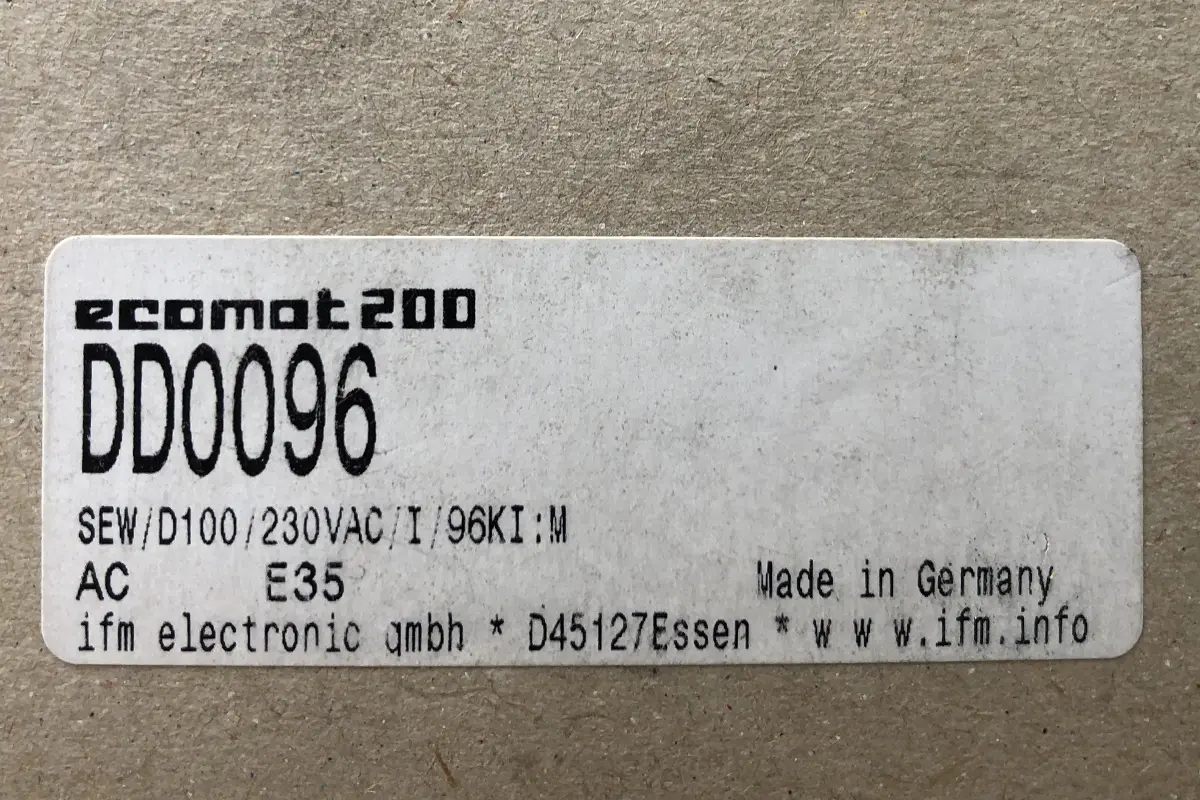 ecomat200
DD0096
SEW/D100/230VAC/I/96KI:M
AC E35 Made in Germany
ifm electronic gmbh * D45127Essen * w w w.ifm.info